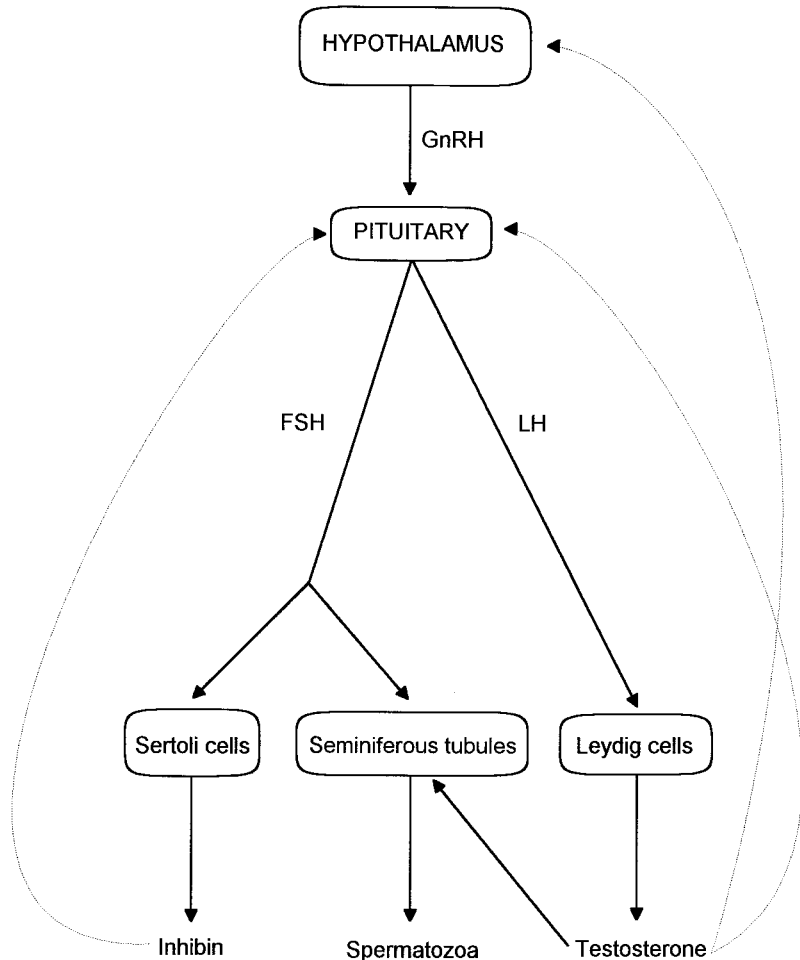 HYPOTHALAMUS
GnRH
PITUITARY
FSH
LH
Sertoli cells
Seminiferous tubules
Leydig cells
Inhibin
Spermatozoa
Testosterone